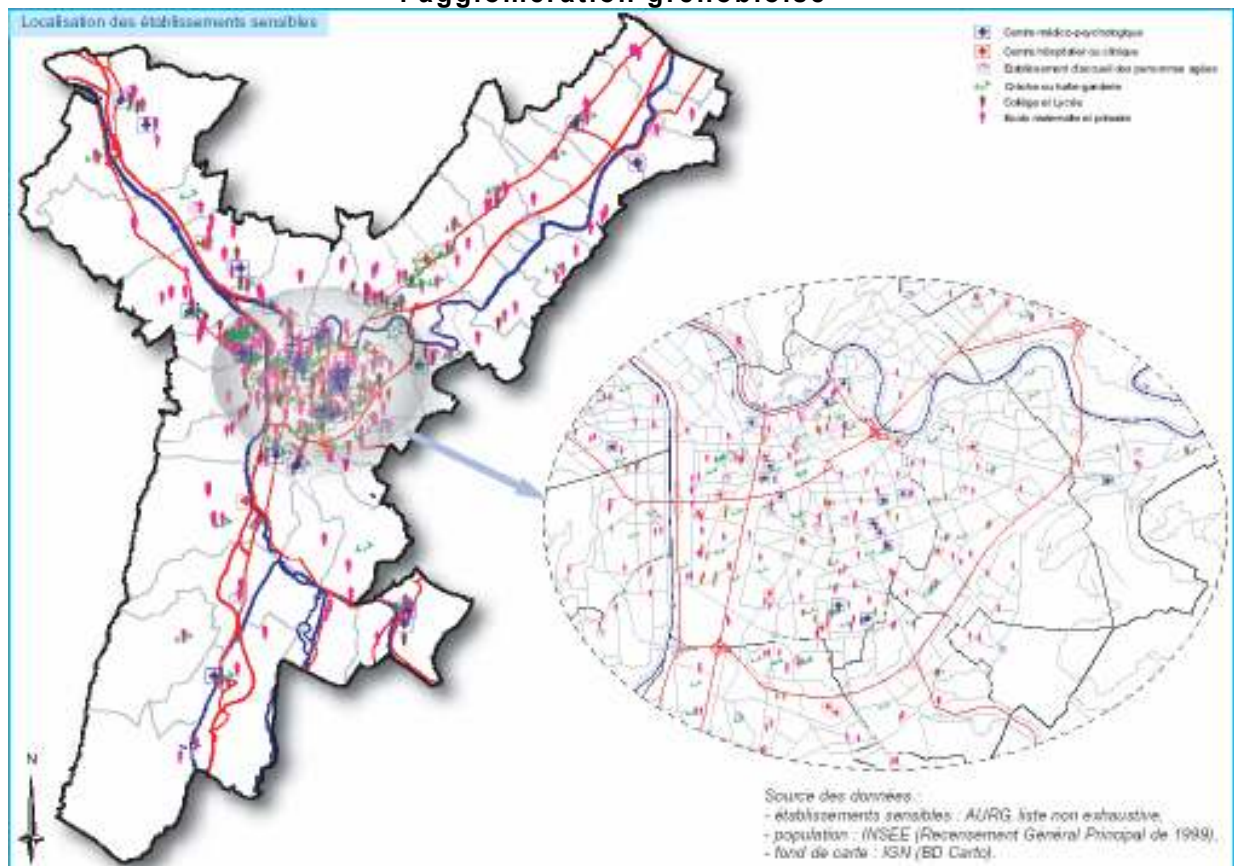 l'agglomération grenobloise
Localisation des établissements sensibles
Centre médico-psychologique
Centre hospitalier ou clinique
Etablissement d'accueil des personnes agées
Crèche ou halte garderie
Collège et Lycée
Ecole maternelle et primaire
N
Source des données :
- établissements sensibles : AURG, liste non exhaustive,
- population : INSEE (Recensement Général Principal de 1999),
- fond de carte : IGN (BD Carto).